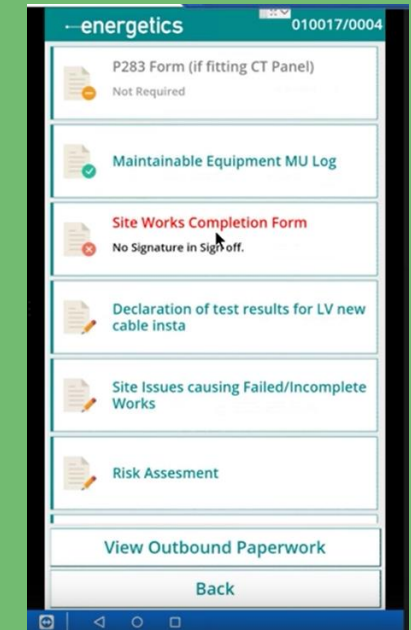 energetics
010017/0004
P283 Form (if fitting CT Panel)
Not Required
Maintainable Equipment MU Log
Site Works Completion Form
No Signature in Sign off.
Declaration of test results for LV new
cable insta
Site Issues causing Failed/Incomplete
Works
Risk Assesment
View Outbound Paperwork
Back